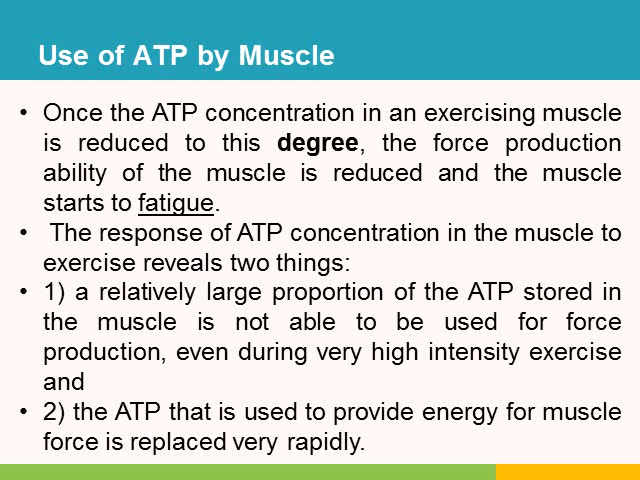 Use of ATP by Muscle
• Once the ATP concentration in an exercising muscle
is reduced to this degree, the force production
ability of the muscle is reduced and the muscle
starts to fatigue.
• The response of ATP concentration in the muscle to
exercise reveals two things:
• 1) a relatively large proportion of the ATP stored in
the muscle is not able to be used for force
production, even during very high intensity exercise
and
• 2) the ATP that is used to provide energy for muscle
force is replaced very rapidly.